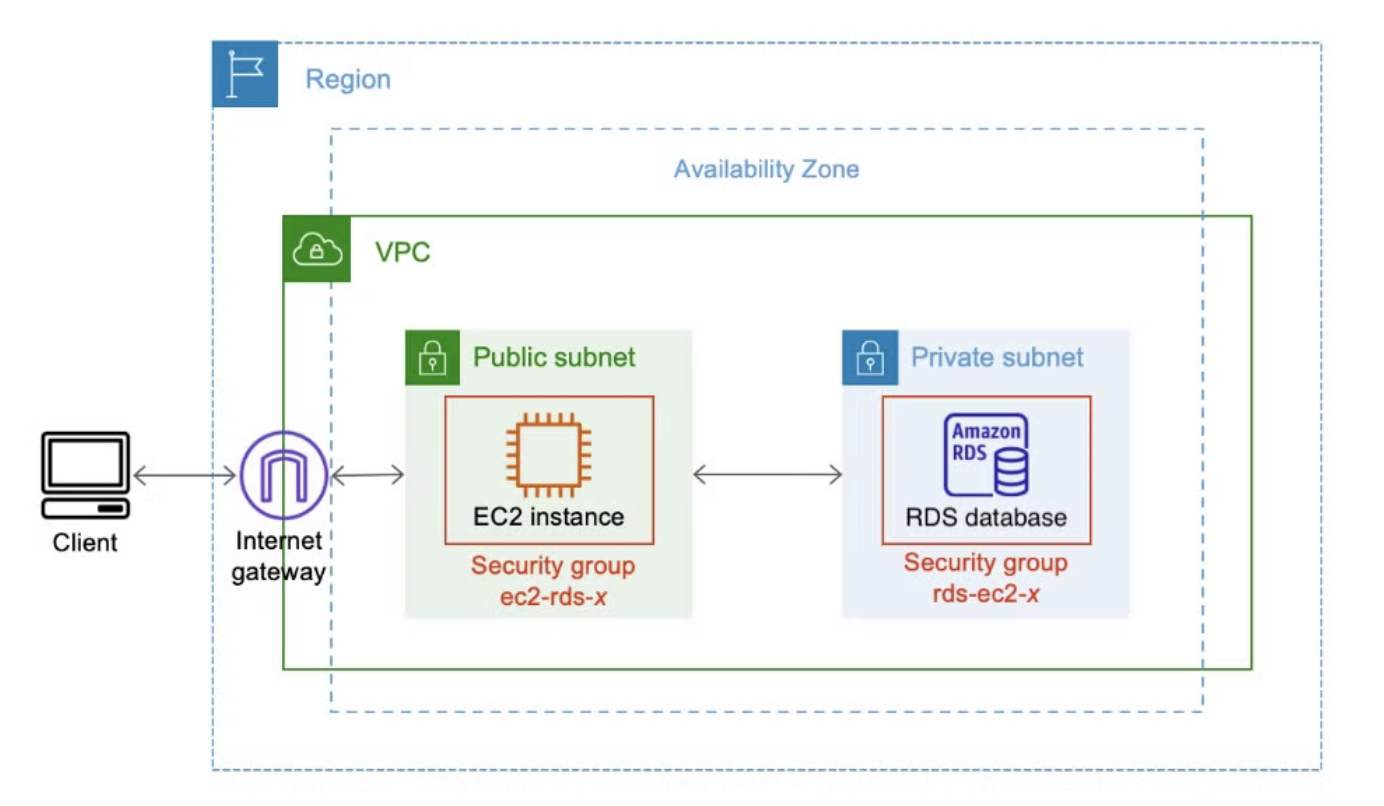 Region
Availability Zone
VPC
Public subnet
Private subnet
Amazon
RDS
EC2 instance
RDS database
Security group
ec2-rds-x
Security group
rds-ec2-x
Client
Internet
gateway